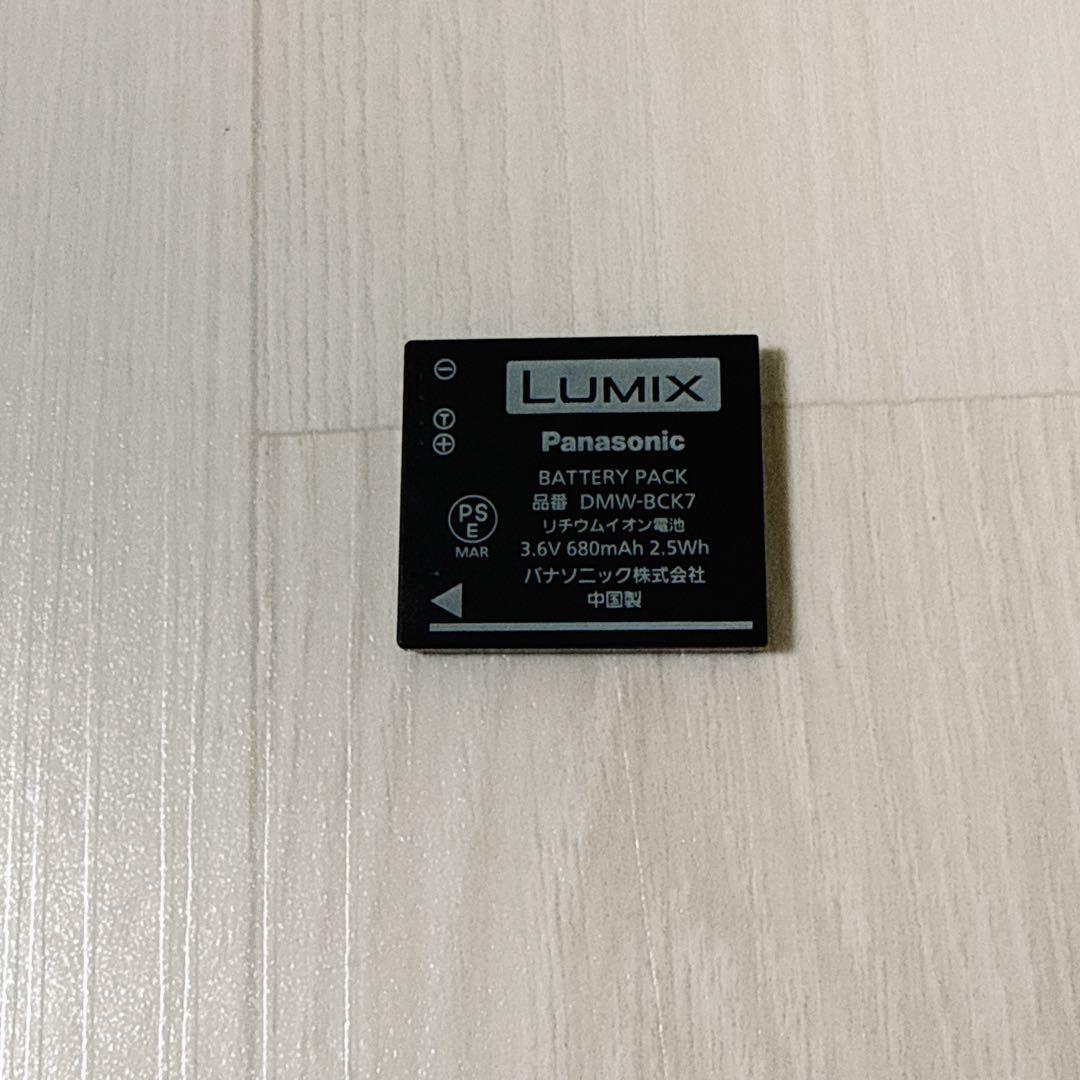 LUMIX
Panasonic
BATTERY PACK
品番 DMW-BCK7
リチウムイオン電池
3.6V 680mAh 2.5Wh
パナソニック株式会社
中国製
T
PS
E
MAR